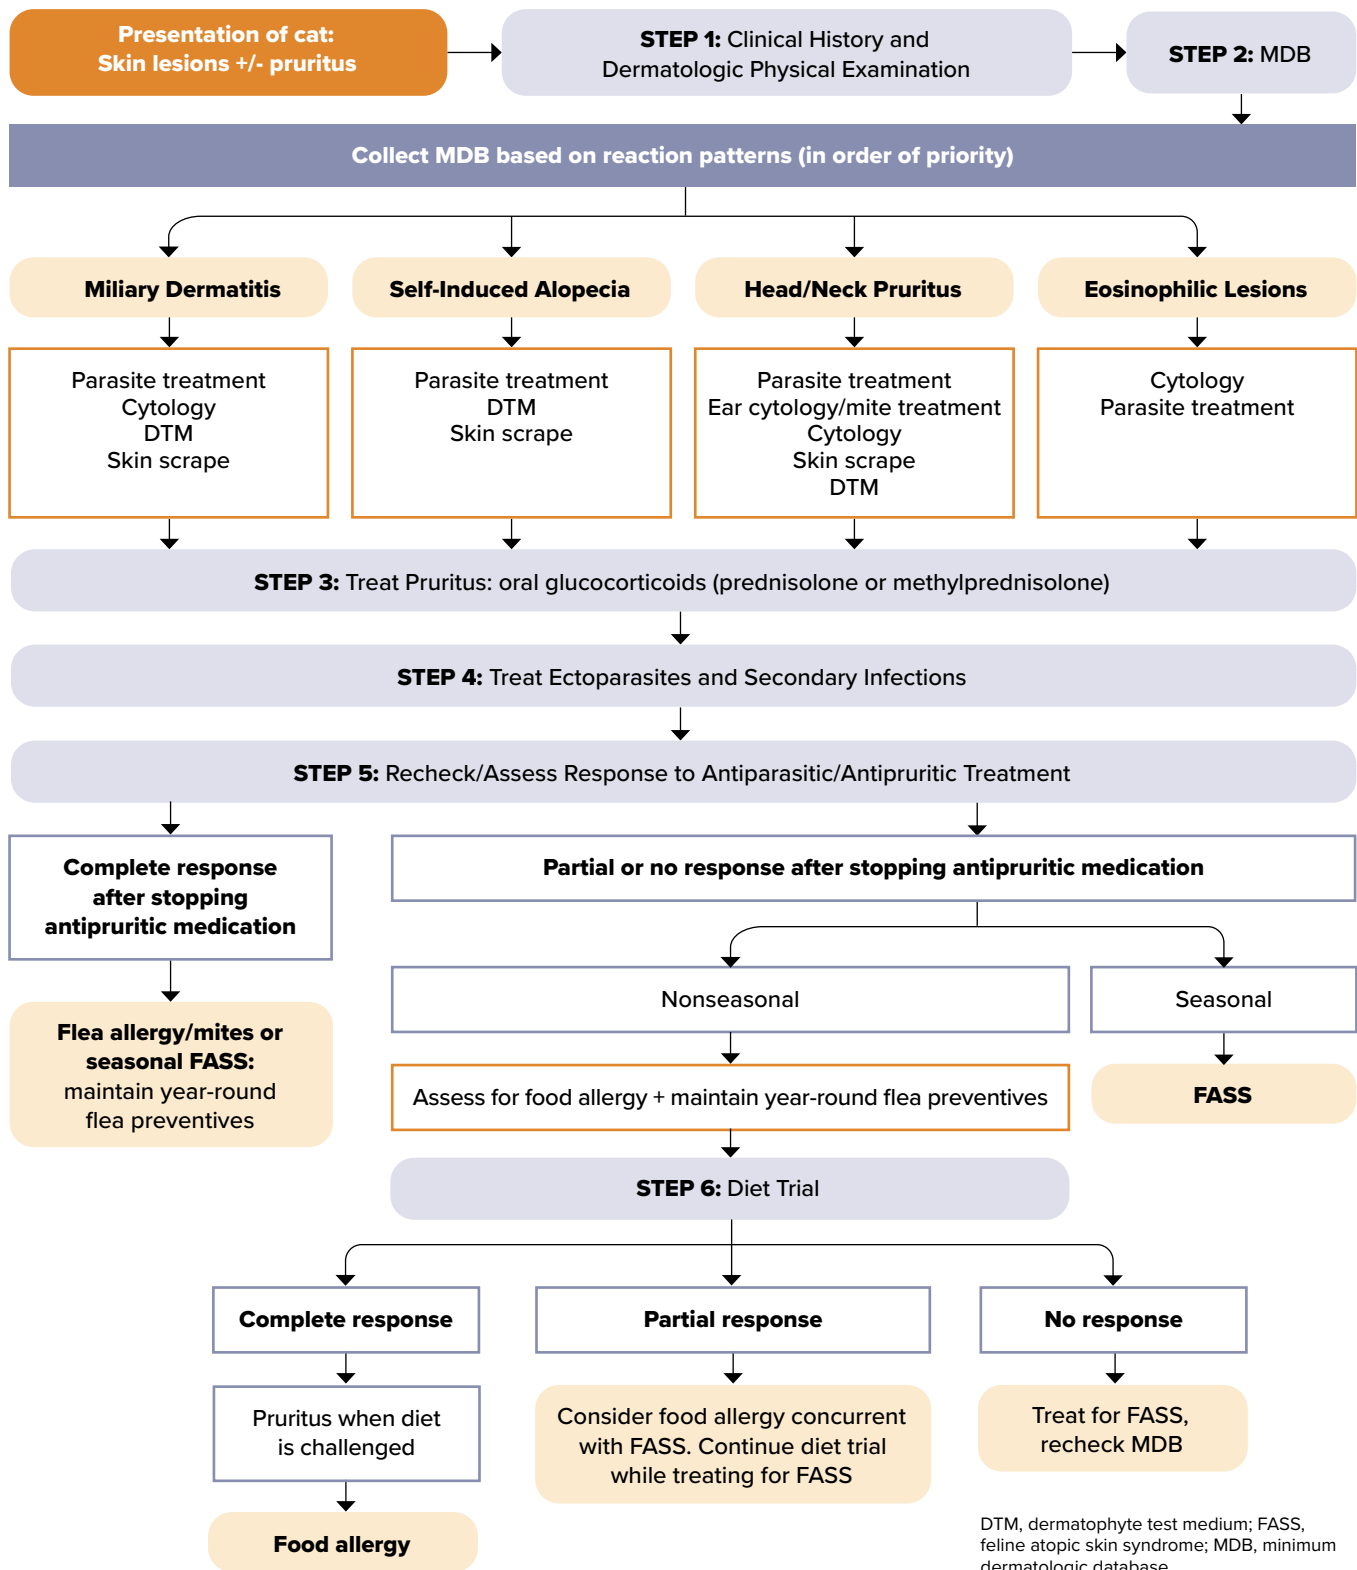 Presentation of cat:
Skin lesions +/- pruritus
STEP 1: Clinical History and
Dermatologic Physical Examination
STEP 2: MDB
Collect MDB based on reaction patterns (in order of priority)
Miliary Dermatitis
Self-Induced Alopecia
Head/Neck Pruritus
Eosinophilic Lesions
Parasite treatment
Cytology
DTM
Skin scrape
Parasite treatment
DTM
Skin scrape
Parasite treatment
Ear cytology/mite treatment
Cytology
Skin scrape
DTM
Cytology
Parasite treatment
STEP 3: Treat Pruritus: oral glucocorticoids (prednisolone or methylprednisolone)
STEP 4: Treat Ectoparasites and Secondary Infections
STEP 5: Recheck/Assess Response to Antiparasitic/Antipruritic Treatment
Complete response
after stopping
antipruritic medication
Partial or no response after stopping antipruritic medication
Flea allergy/mites or
seasonal FASS:
maintain year-round
flea preventives
Nonseasonal
Seasonal
Assess for food allergy + maintain year-round flea preventives
FASS
STEP 6: Diet Trial
Complete response
Partial response
No response
Pruritus when diet
is challenged
Consider food allergy concurrent
with FASS. Continue diet trial
while treating for FASS
Treat for FASS,
recheck MDB
Food allergy
DTM, dermatophyte test medium; FASS,
feline atopic skin syndrome; MDB, minimum
dermatologic database